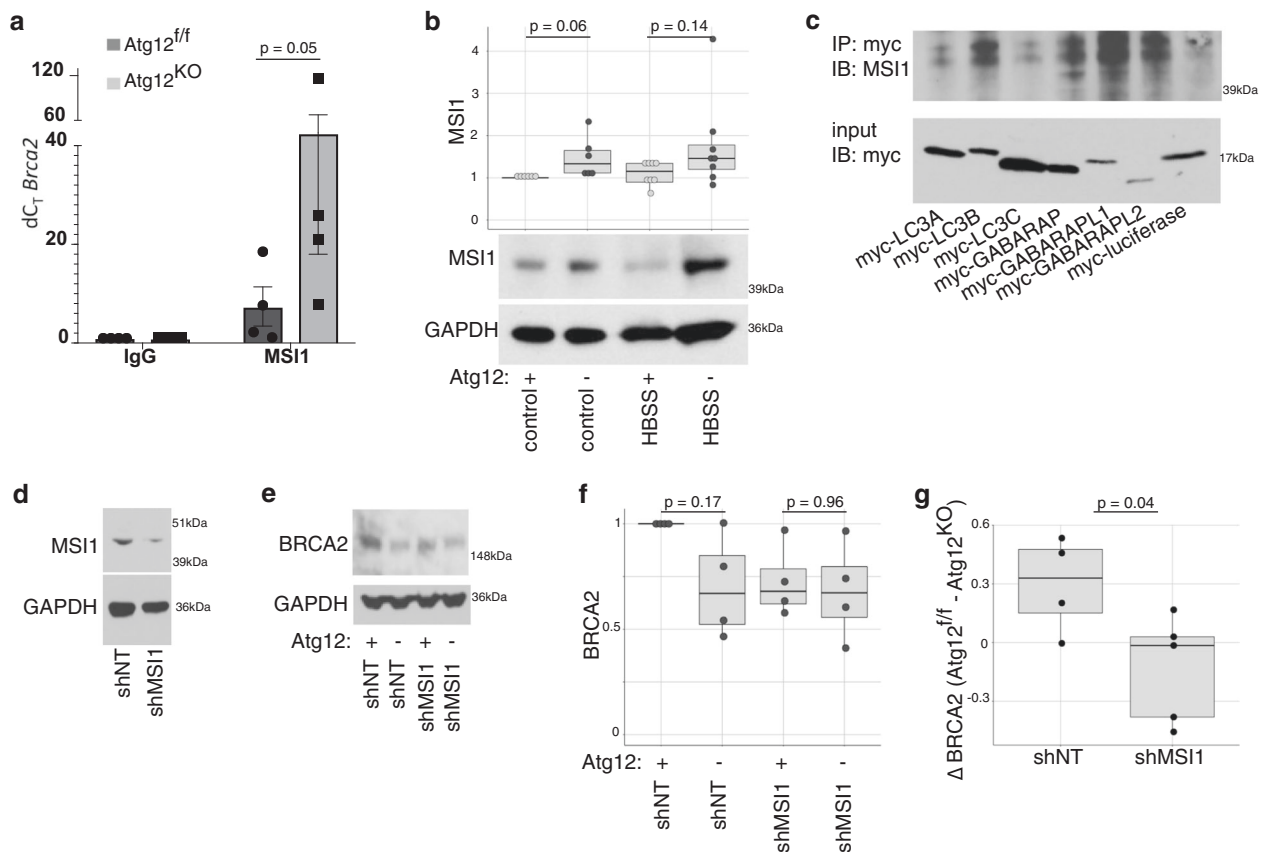 a
Atg12f/f
Atg12KO
p = 0.05
dCT Brca2
120
60
40
20
0
IgG
MSI1
b
p = 0.06
p = 0.14
MSI1
4
3
2
1
0
MSI1
39kDa
GAPDH
36kDa
Atg12: + - + -
control
control
HBSS
HBSS
c
IP: myc
IB: MSI1
39kDa
input
IB: myc
17kDa
myc-LC3A
myc-LC3B
myc-LC3C
myc-GABARAP
myc-GABARAPL1
myc-GABARAPL2
myc-luciferase
d
51kDa
MSI1
39kDa
GAPDH
36kDa
shNT
shMSI1
e
BRCA2
148kDa
GAPDH
36kDa
Atg12: + - + -
shNT
shNT
shMSI1
shMSI1
f
p = 0.17
p = 0.96
BRCA2
1
0.5
0
Atg12: + - + -
shNT
shNT
shMSI1
shMSI1
g
p = 0.04
Δ BRCA2 (Atg12f/f - Atg12KO)
0.6
0.3
0
-0.3
shNT
shMSI1